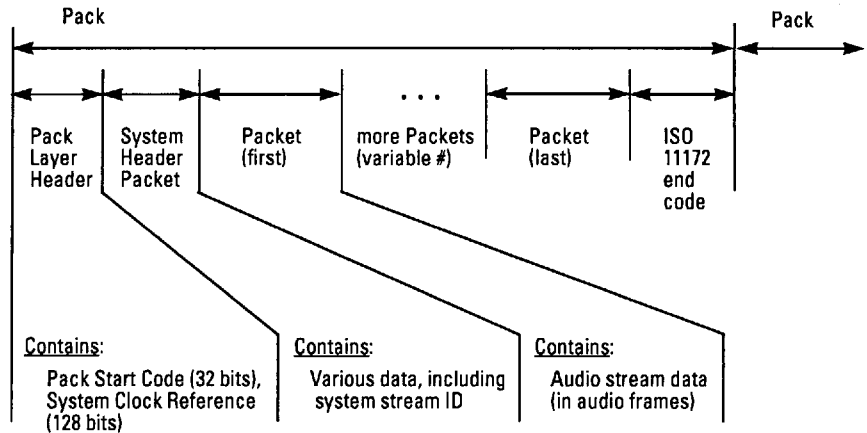 Pack
Pack
Pack
Layer
Header
System
Header
Packet
Packet
(first)
...
more Packets
(variable #)
Packet
(last)
ISO
11172
end
code
Contains:
Pack Start Code (32 bits),
System Clock Reference
(128 bits)
Contains:
Various data, including
system stream ID
Contains:
Audio stream data
(in audio frames)